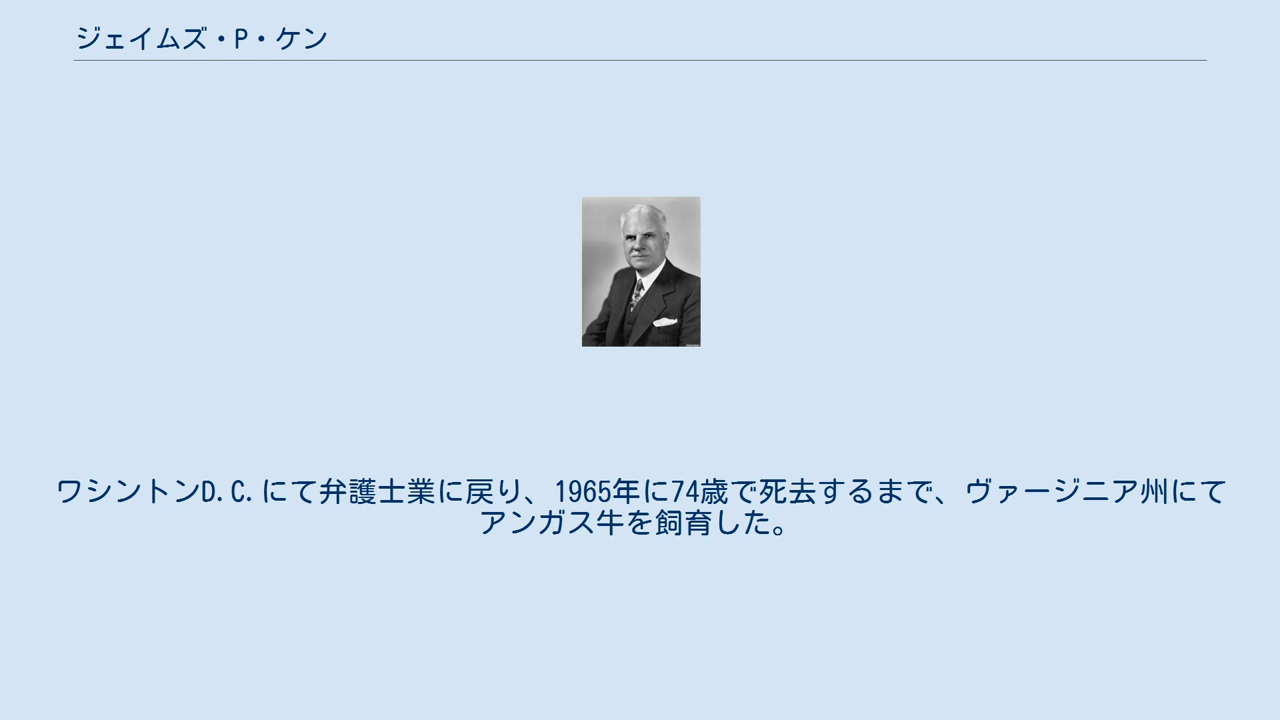 ジェイムズ・P・ケン
ワシントンD.C.にて弁護士業に戻り、1965年に74歳で死去するまで、ヴァージニア州にて
アンガス牛を飼育した。